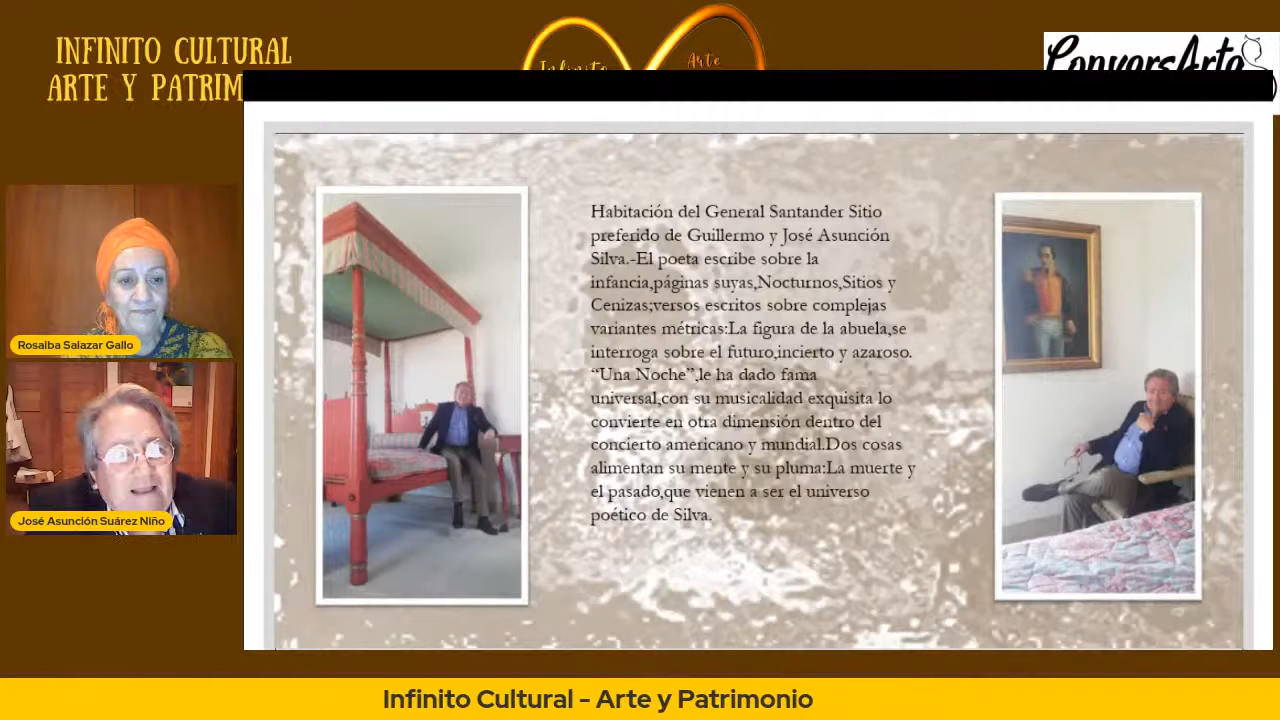 INFINITO CULTURAL
ARTE Y PATRIM
Infinito
Arte
ConversArte
Habitación del General Santander Sitio
preferido de Guillermo y José Asunción
Silva.-El poeta escribe sobre la
infancia,páginas suyas,Nocturnos,Sitios y
Cenizas;versos escritos sobre complejas
variantes métricas:La figura de la abuela,se
interroga sobre el futuro,incierto y azaroso.
“Una Noche”,le ha dado fama
universal,con su musicalidad exquisita lo
convierte en otra dimensión dentro del
concierto americano y mundial.Dos cosas
alimentan su mente y su pluma:La muerte y
el pasado,que vienen a ser el universo
poético de Silva.
Rosalba Salazar Gallo
José Asunción Suárez Niño
Infinito Cultural - Arte y Patrimonio